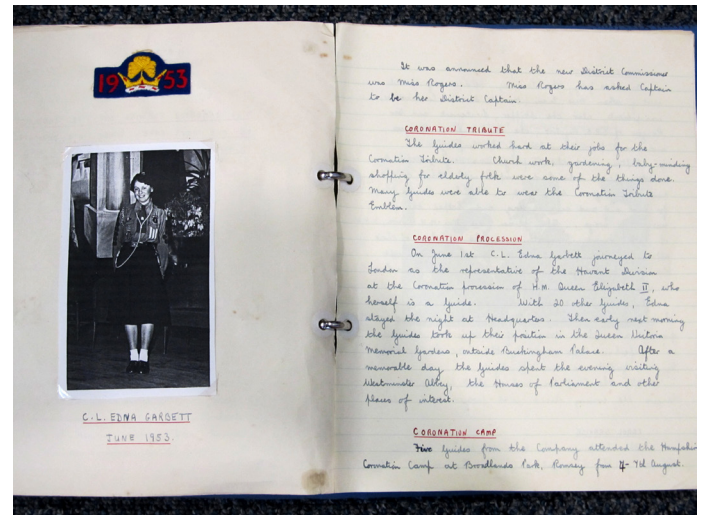 1953
C.L. EDNA GARBETT
JUNE 1953.
It was announced that the new District Commissioner
was Miss Rogers. Miss Rogers has asked Captain
to be her District Captain.
CORONATION TRIBUTE
The Guides worked hard at their jobs for the
Coronation Tribute. Church work, gardening, baby-minding
shopping for elderly folk were some of the things done.
Many Guides were able to wear the Coronation Tribute
Emblem.
CORONATION PROCESSION
On June 1st C.L. Edna Garbett journeyed to
London as the representative of the Havant Division
at the Coronation procession of H.M. Queen Elizabeth II, who
herself is a Guide. With 20 other Guides, Edna
stayed the night at Headquarters. Then early next morning
the Guides took up their position in the Queen Victoria
Memorial Gardens, outside Buckingham Palace. After a
memorable day the Guides spent the evening visiting
Westminster Abbey, the Houses of Parliament and other
places of interest.
CORONATION CAMP
Five Guides from the Company attended the Hampshire
Coronation Camp at Broadlands Park, Romsey from August.